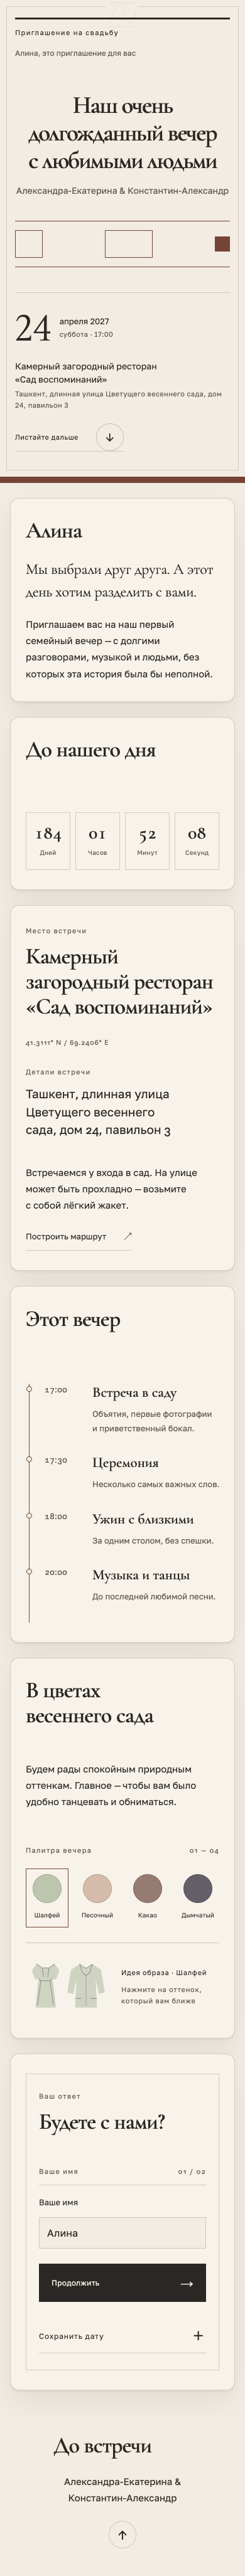 Приглашение на свадьбу
Алина, это приглашение для вас
Наш очень
долгожданный вечер
с любимыми людьми
Александра-Екатерина & Константин-Александр
24
апреля 2027
суббота · 17:00
Камерный загородный ресторан
«Сад воспоминаний»
Ташкент, длинная улица Цветущего весеннего сада, дом
24, павильон 3
Листайте дальше ↓
Алина
Мы выбрали друг друга. А этот
день хотим разделить с вами.
Приглашаем вас на наш первый
семейный вечер — с долгими
разговорами, музыкой и людьми, без
которых эта история была бы неполной.
До нашего дня
184 01 52 08
Дней Часов Минут Секунд
Место встречи
Камерный
загородный ресторан
«Сад воспоминаний»
41.3111° N / 69.2406° E
Детали встречи
Ташкент, длинная улица
Цветущего весеннего
сада, дом 24, павильон 3
Встречаемся у входа в сад. На улице
может быть прохладно — возьмите
с собой лёгкий жакет.
Построить маршрут ↗
Этот вечер
17:00 Встреча в саду
Объятия, первые фотографии
и приветственный бокал.
17:30 Церемония
Несколько самых важных слов.
18:00 Ужин с близкими
За одним столом, без спешки.
20:00 Музыка и танцы
До последней любимой песни.
В цветах
весеннего сада
Будем рады спокойным природным
оттенкам. Главное — чтобы вам было
удобно танцевать и обниматься.
Палитра вечера 01 — 04
Шалфей Песочный Какао Дымчатый
Идея образа · Шалфей
Нажмите на оттенок,
который вам ближе
Ваш ответ
Будете с нами?
Ваше имя 01 / 02
Ваше имя
Алина
Продолжить →
Сохранить дату +
До встречи
Александра-Екатерина &
Константин-Александр
↑